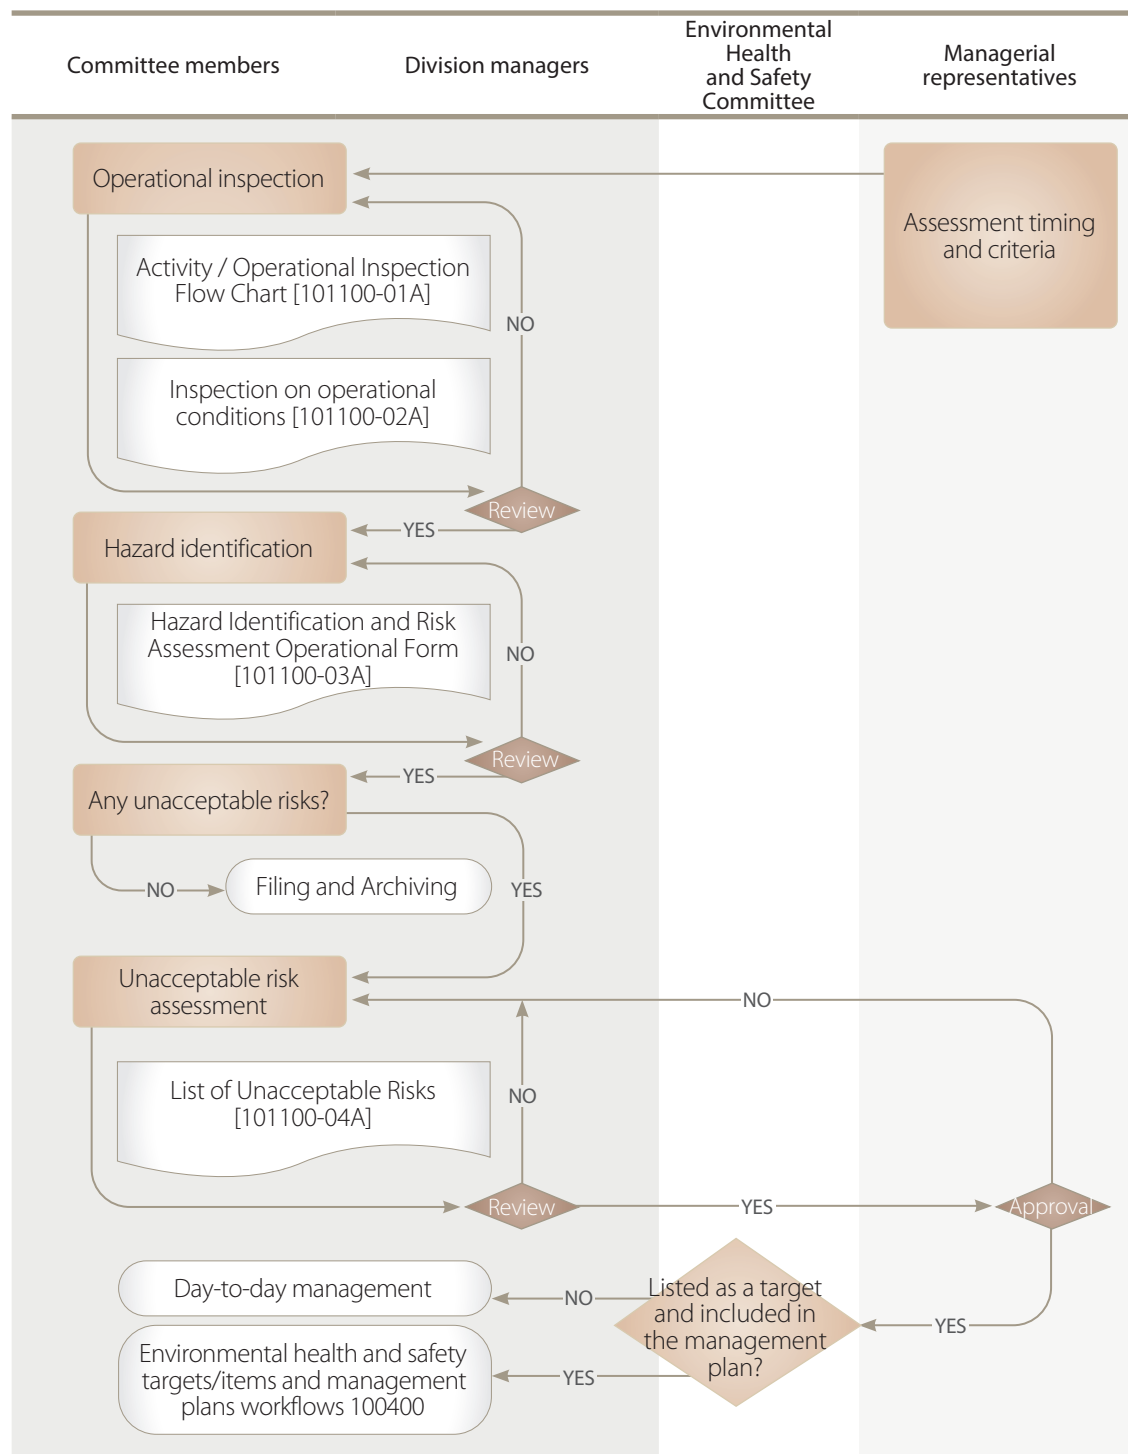 Committee members
Division managers
Environmental
Health
and Safety
Committee
Managerial
representatives
Operational inspection
Assessment timing
and criteria
Activity / Operational Inspection
Flow Chart [101100-01A]
NO
Inspection on operational
conditions [101100-02A]
Review
YES
Hazard identification
Hazard Identification and Risk
Assessment Operational Form
[101100-03A]
NO
Review
YES
Any unacceptable risks?
NO
Filing and Archiving
YES
Unacceptable risk
assessment
NO
List of Unacceptable Risks
[101100-04A]
NO
Review
YES
Approval
Day-to-day management
NO
Listed as a target
and included in
the management
plan?
YES
Environmental health and safety
targets/items and management
plans workflows 100400
YES